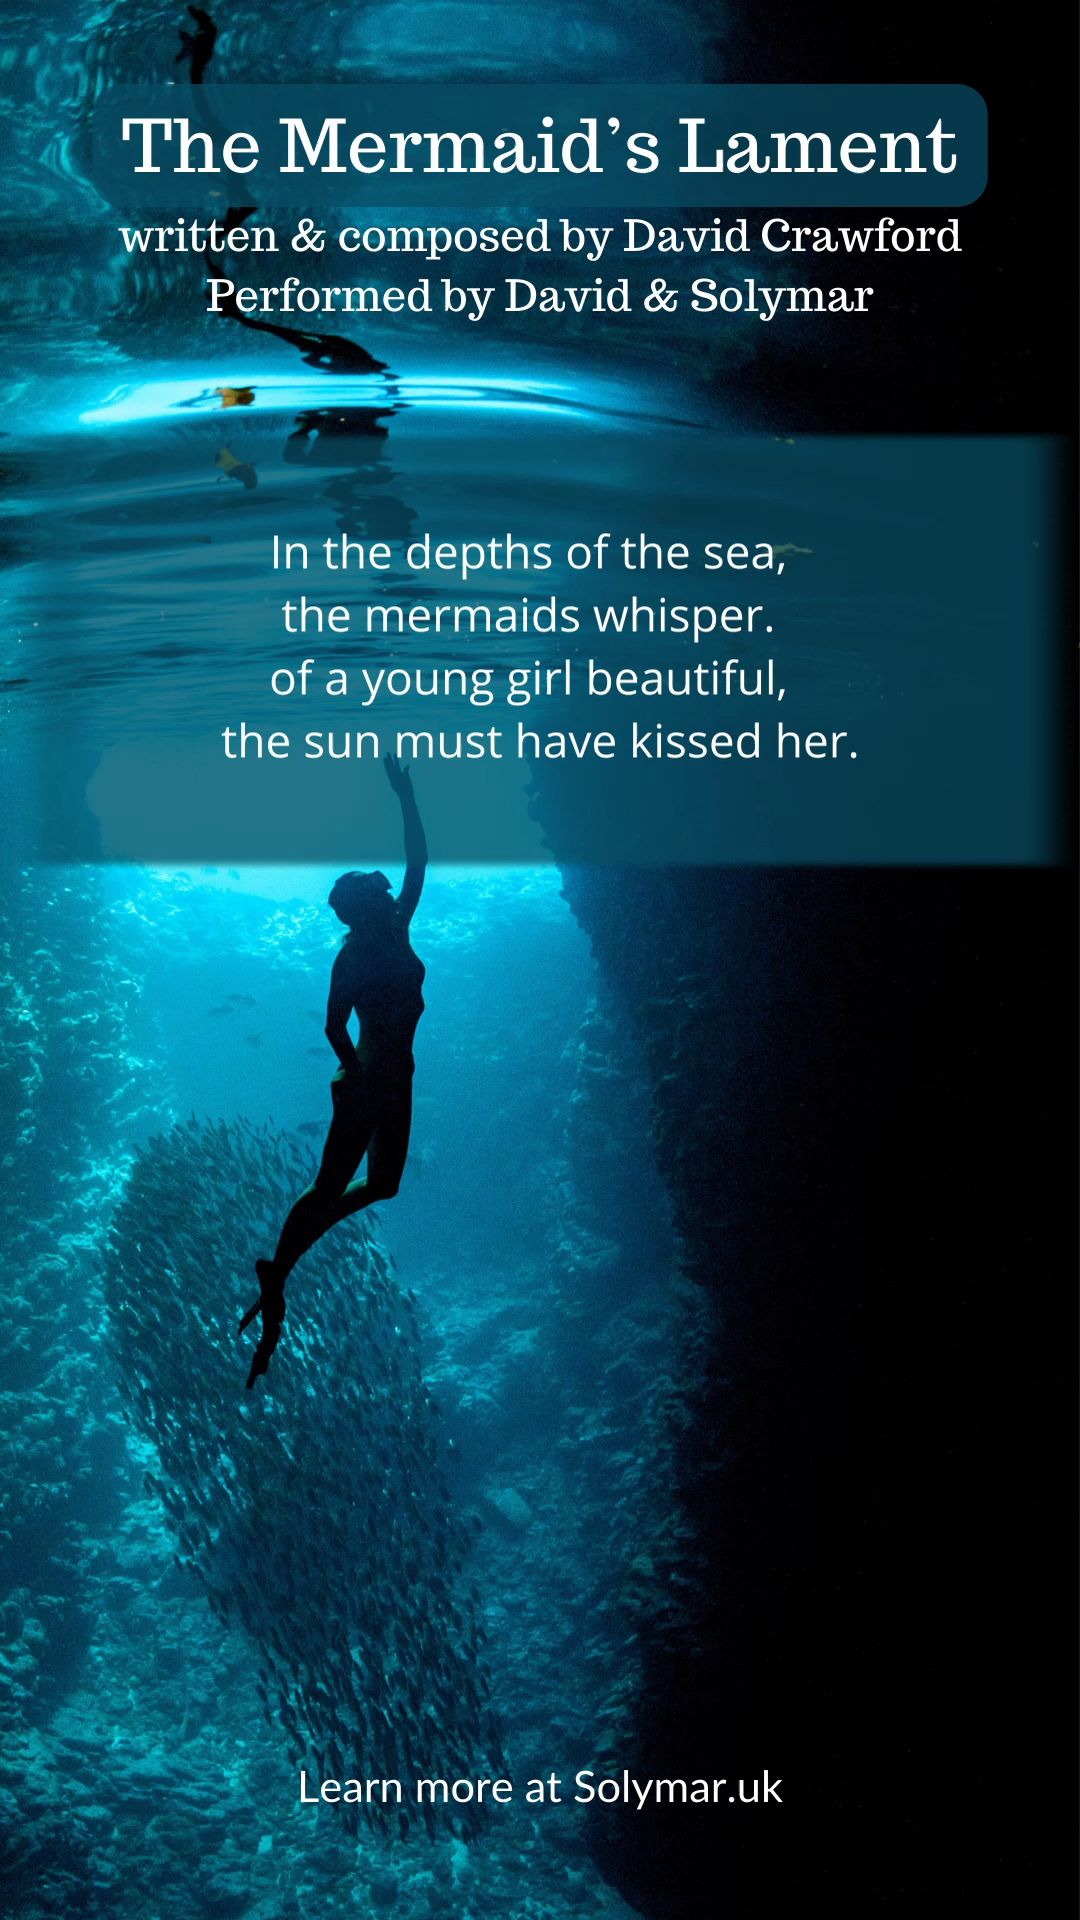 The Mermaid’s Lament
written & composed by David Crawford
Performed by David & Solymar
In the depths of the sea,
the mermaids whisper.
of a young girl beautiful,
the sun must have kissed her.
Learn more at Solymar.uk